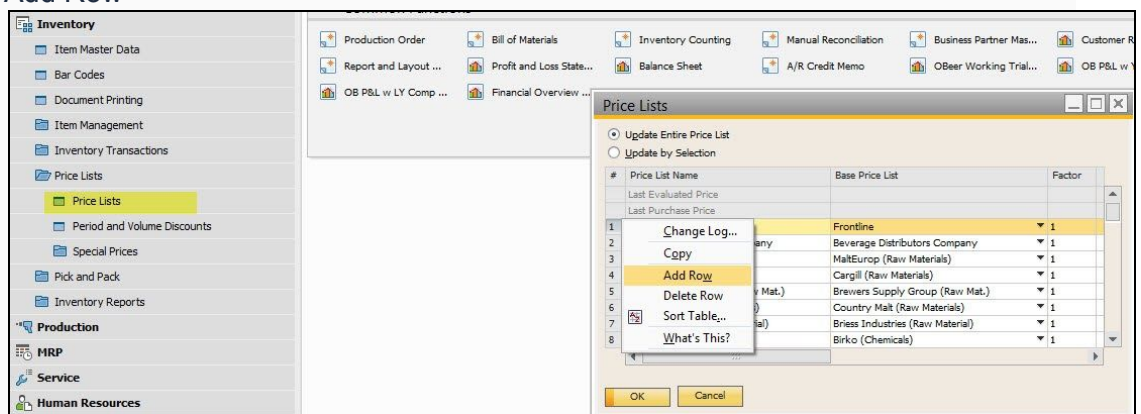 Add Row
Inventory
Item Master Data
Bar Codes
Document Printing
Item Management
Inventory Transactions
Price Lists
Price Lists
Period and Volume Discounts
Special Prices
Pick and Pack
Inventory Reports
Production
MRP
Service
Human Resources
Production Order Bill of Materials Inventory Counting Manual Reconciliation Business Partner Mas... Customer R
Report and Layout ... Profit and Loss State... Balance Sheet A/R Credit Memo OBeer Working Trial... OB P&L w Y
OB P&L w LY Comp ... Financial Overview ...
Price Lists
Update Entire Price List
Update by Selection
# Price List Name Base Price List Factor
Last Evaluated Price
Last Purchase Price
1 Frontline 1
2 any Beverage Distributors Company 1
3 MaltEurop (Raw Materials) 1
4 Cargill (Raw Materials) 1
5 Mat.) Brewers Supply Group (Raw Mat.) 1
6 ) Country Malt (Raw Materials) 1
7 ial) Briess Industries (Raw Material) 1
8 Birko (Chemicals) 1
Change Log...
Copy
Add Row
Delete Row
Sort Table...
What's This?
OK Cancel